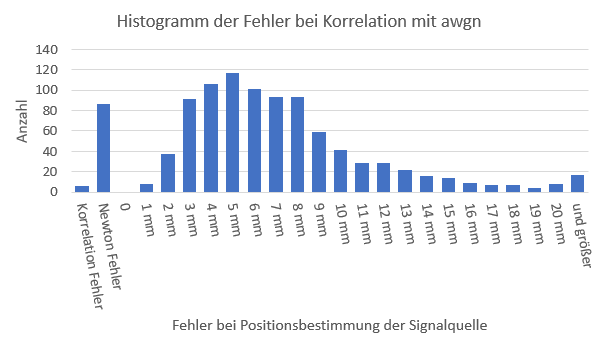 Histogramm der Fehler bei Korrelation mit awgn
Anzahl
140
120
100
80
60
40
20
0
Korrelation Fehler
Newton Fehler
0
1 mm
2 mm
3 mm
4 mm
5 mm
6 mm
7 mm
8 mm
9 mm
10 mm
11 mm
12 mm
13 mm
14 mm
15 mm
16 mm
17 mm
18 mm
19 mm
20 mm
und größer
Fehler bei Positionsbestimmung der Signalquelle